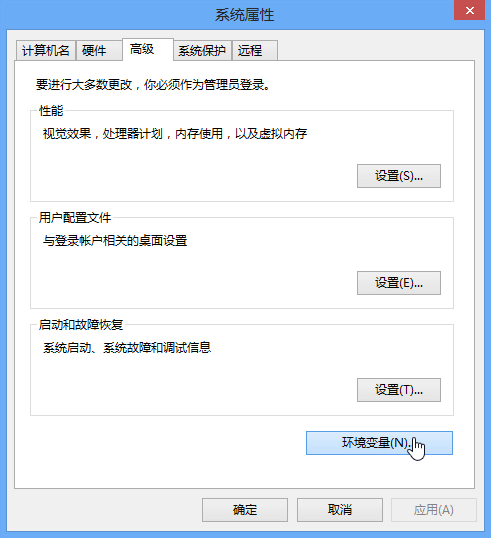 系统属性
计算机名 硬件 高级 系统保护 远程
要进行大多数更改，你必须作为管理员登录。
性能
视觉效果，处理器计划，内存使用，以及虚拟内存
设置(S)...
用户配置文件
与登录帐户相关的桌面设置
设置(E)...
启动和故障恢复
系统启动、系统故障和调试信息
设置(T)...
环境变量(N)...
确定 取消 应用(A)